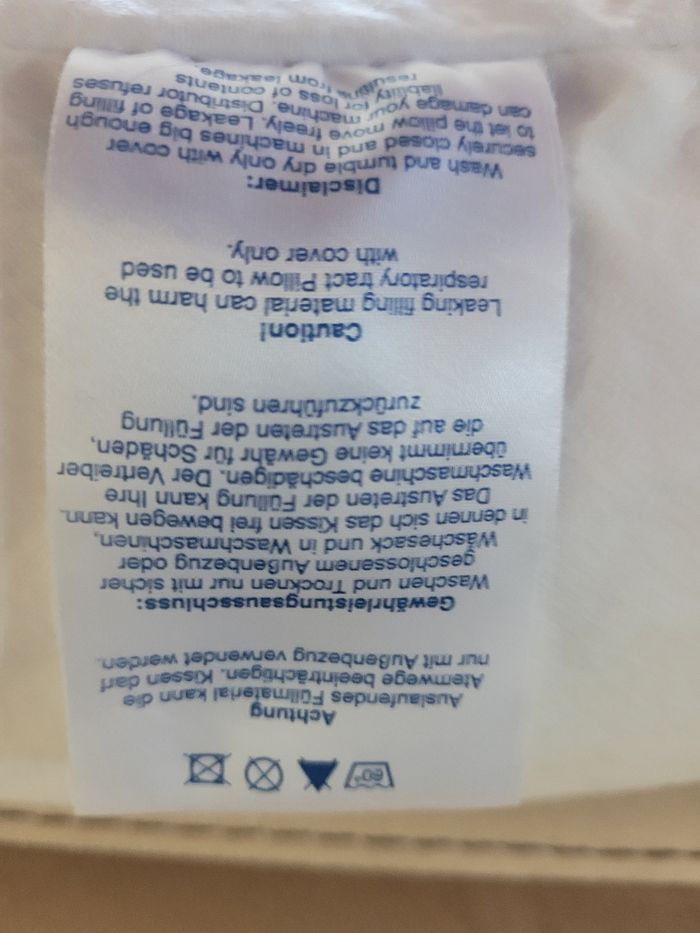 60°
Achtung
Auslaufendes Füllmaterial kann die
Atemwege beeinträchtigen. Kissen darf
nur mit Außenbezug verwendet werden.
Gewährleistungsausschluss:
Waschen und Trocknen nur mit sicher
geschlossenem Außenbezug oder
Wäschesack und in Waschmaschinen,
in dennen sich das Kissen frei bewegen kann.
Das Austreten der Füllung kann Ihre
Waschmaschine beschädigen. Der Vertreiber
übernimmt keine Gewähr für Schäden,
die auf das Austreten der Füllung
zurückzuführen sind.
Caution!
Leaking filling material can harm the
respiratory tract Pillow to be used
with cover only.
Disclaimer:
Wash and tumble dry only with cover
securely closed and in machines big enough
to let the pillow move freely. Leakage of filling
can damage your machine. Distributor refuses
liability for loss of contents
resulting from leakage.